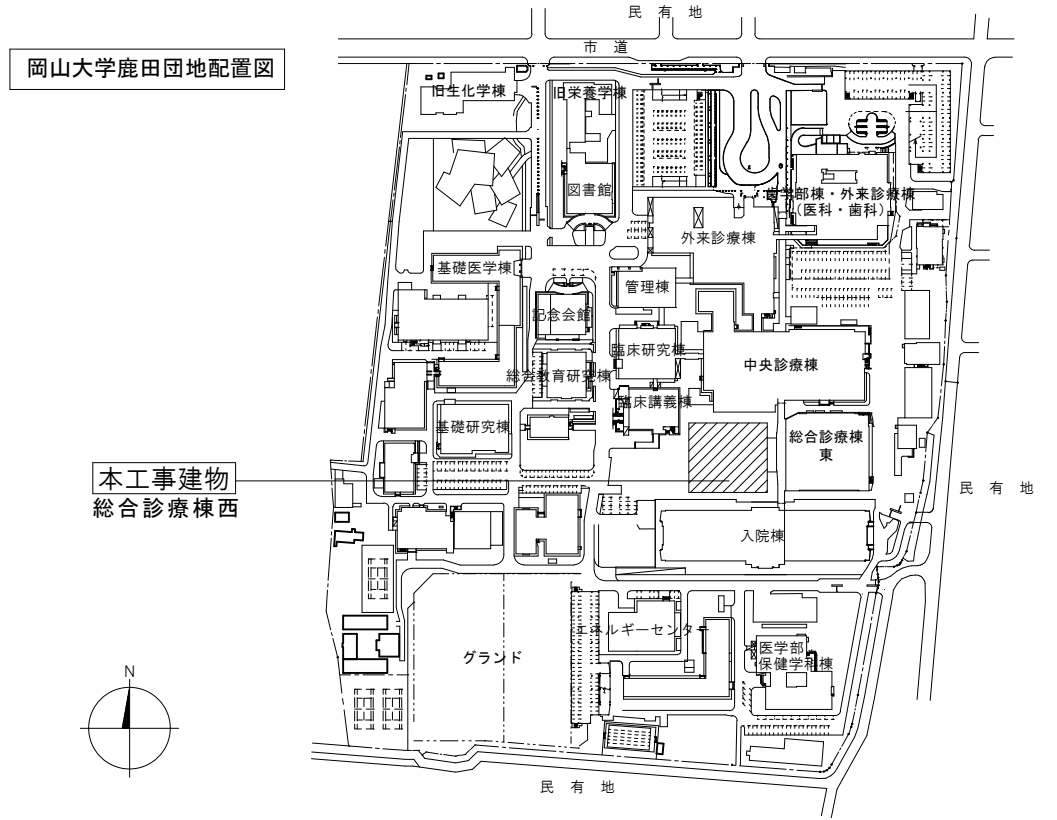 民有地
市道
岡山大学鹿田団地配置図
旧生化学棟
旧栄養学棟
図書館
歯学部棟・外来診療棟
（医科・歯科）
外来診療棟
基礎医学棟
管理棟
記念会館
臨床研究棟
中央診療棟
総合教育研究棟
臨床講義棟
基礎研究棟
総合診療棟
東
本工事建物
総合診療棟西
民有地
入院棟
エネルギーセンター
医学部
保健学科棟
グランド
N
民有地